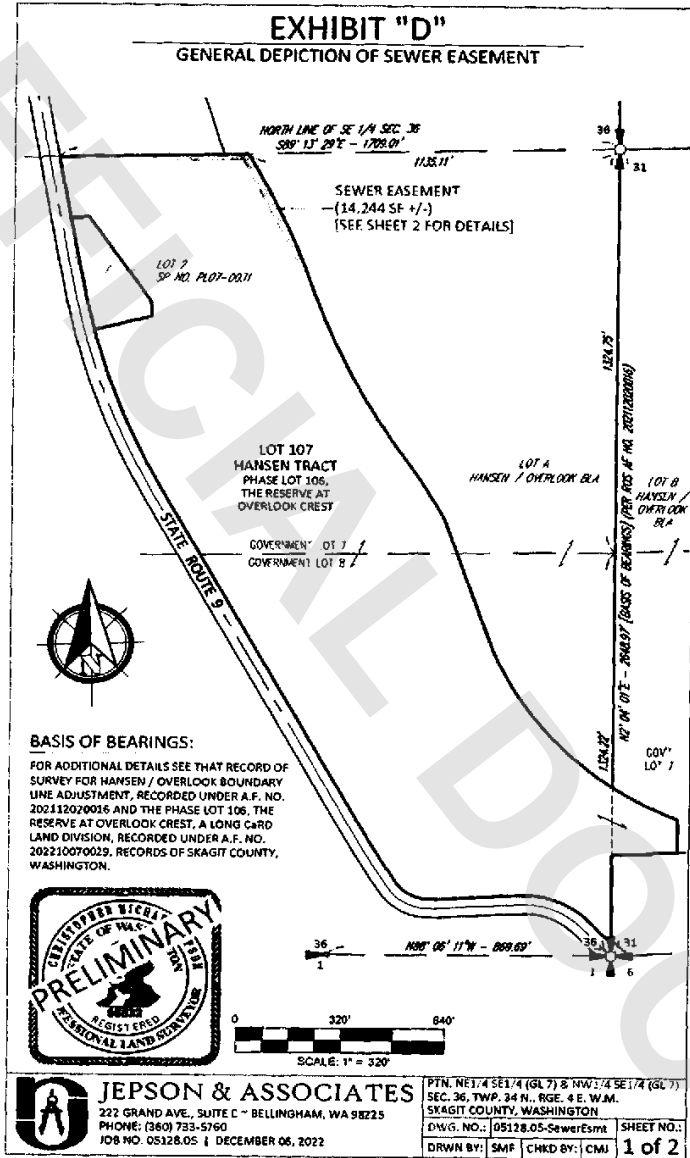 EXHIBIT "D"
GENERAL DEPICTION OF SEWER EASEMENT
NORTH LINE OF SE 1/4 SEC. 36
S89° 13' 29"E - 1709.01'
1135.11'
36
31
SEWER EASEMENT
(14,244 SF +/-)
[SEE SHEET 2 FOR DETAILS]
LOT 2
SP NO. PL07-0071
1324.75'
LOT 107
HANSEN TRACT
PHASE LOT 106,
THE RESERVE AT
OVERLOOK CREST
LOT A
HANSEN / OVERLOOK BLA
LOT B
HANSEN /
OVERLOOK
BLA
N2° 04' 01"E - 2648.97' [BASIS OF BEARINGS] (PER ROS AF NO. 202112020016)
GOVERNMENT LOT 7
GOVERNMENT LOT 8
STATE ROUTE 9
N
1324.22'
GOV'T
LOT 7
BASIS OF BEARINGS:
FOR ADDITIONAL DETAILS SEE THAT RECORD OF
SURVEY FOR HANSEN / OVERLOOK BOUNDARY
LINE ADJUSTMENT, RECORDED UNDER A.F. NO.
202112020016 AND THE PHASE LOT 106, THE
RESERVE AT OVERLOOK CREST, A LONG CaRD
LAND DIVISION, RECORDED UNDER A.F. NO.
202210070029, RECORDS OF SKAGIT COUNTY,
WASHINGTON.
36
1
N88° 06' 11"W - 869.69'
36
31
1
6
PRELIMINARY
STATE OF
REGISTERED
LAND SURVEYOR
0
320'
640'
SCALE: 1" = 320'
JEPSON & ASSOCIATES
222 GRAND AVE., SUITE C ~ BELLINGHAM, WA 98225
PHONE: (360) 733-5760
JOB NO. 05128.05 | DECEMBER 06, 2022
PTN. NE1/4 SE1/4 (GL 7) & NW1/4 SE1/4 (GL 7)
SEC. 36, TWP. 34 N., RGE. 4 E. W.M.
SKAGIT COUNTY, WASHINGTON
DWG. NO.: 05128.05-SewerEsmt
SHEET NO.:
DRWN BY: SMF CHKD BY: CMJ
1 of 2